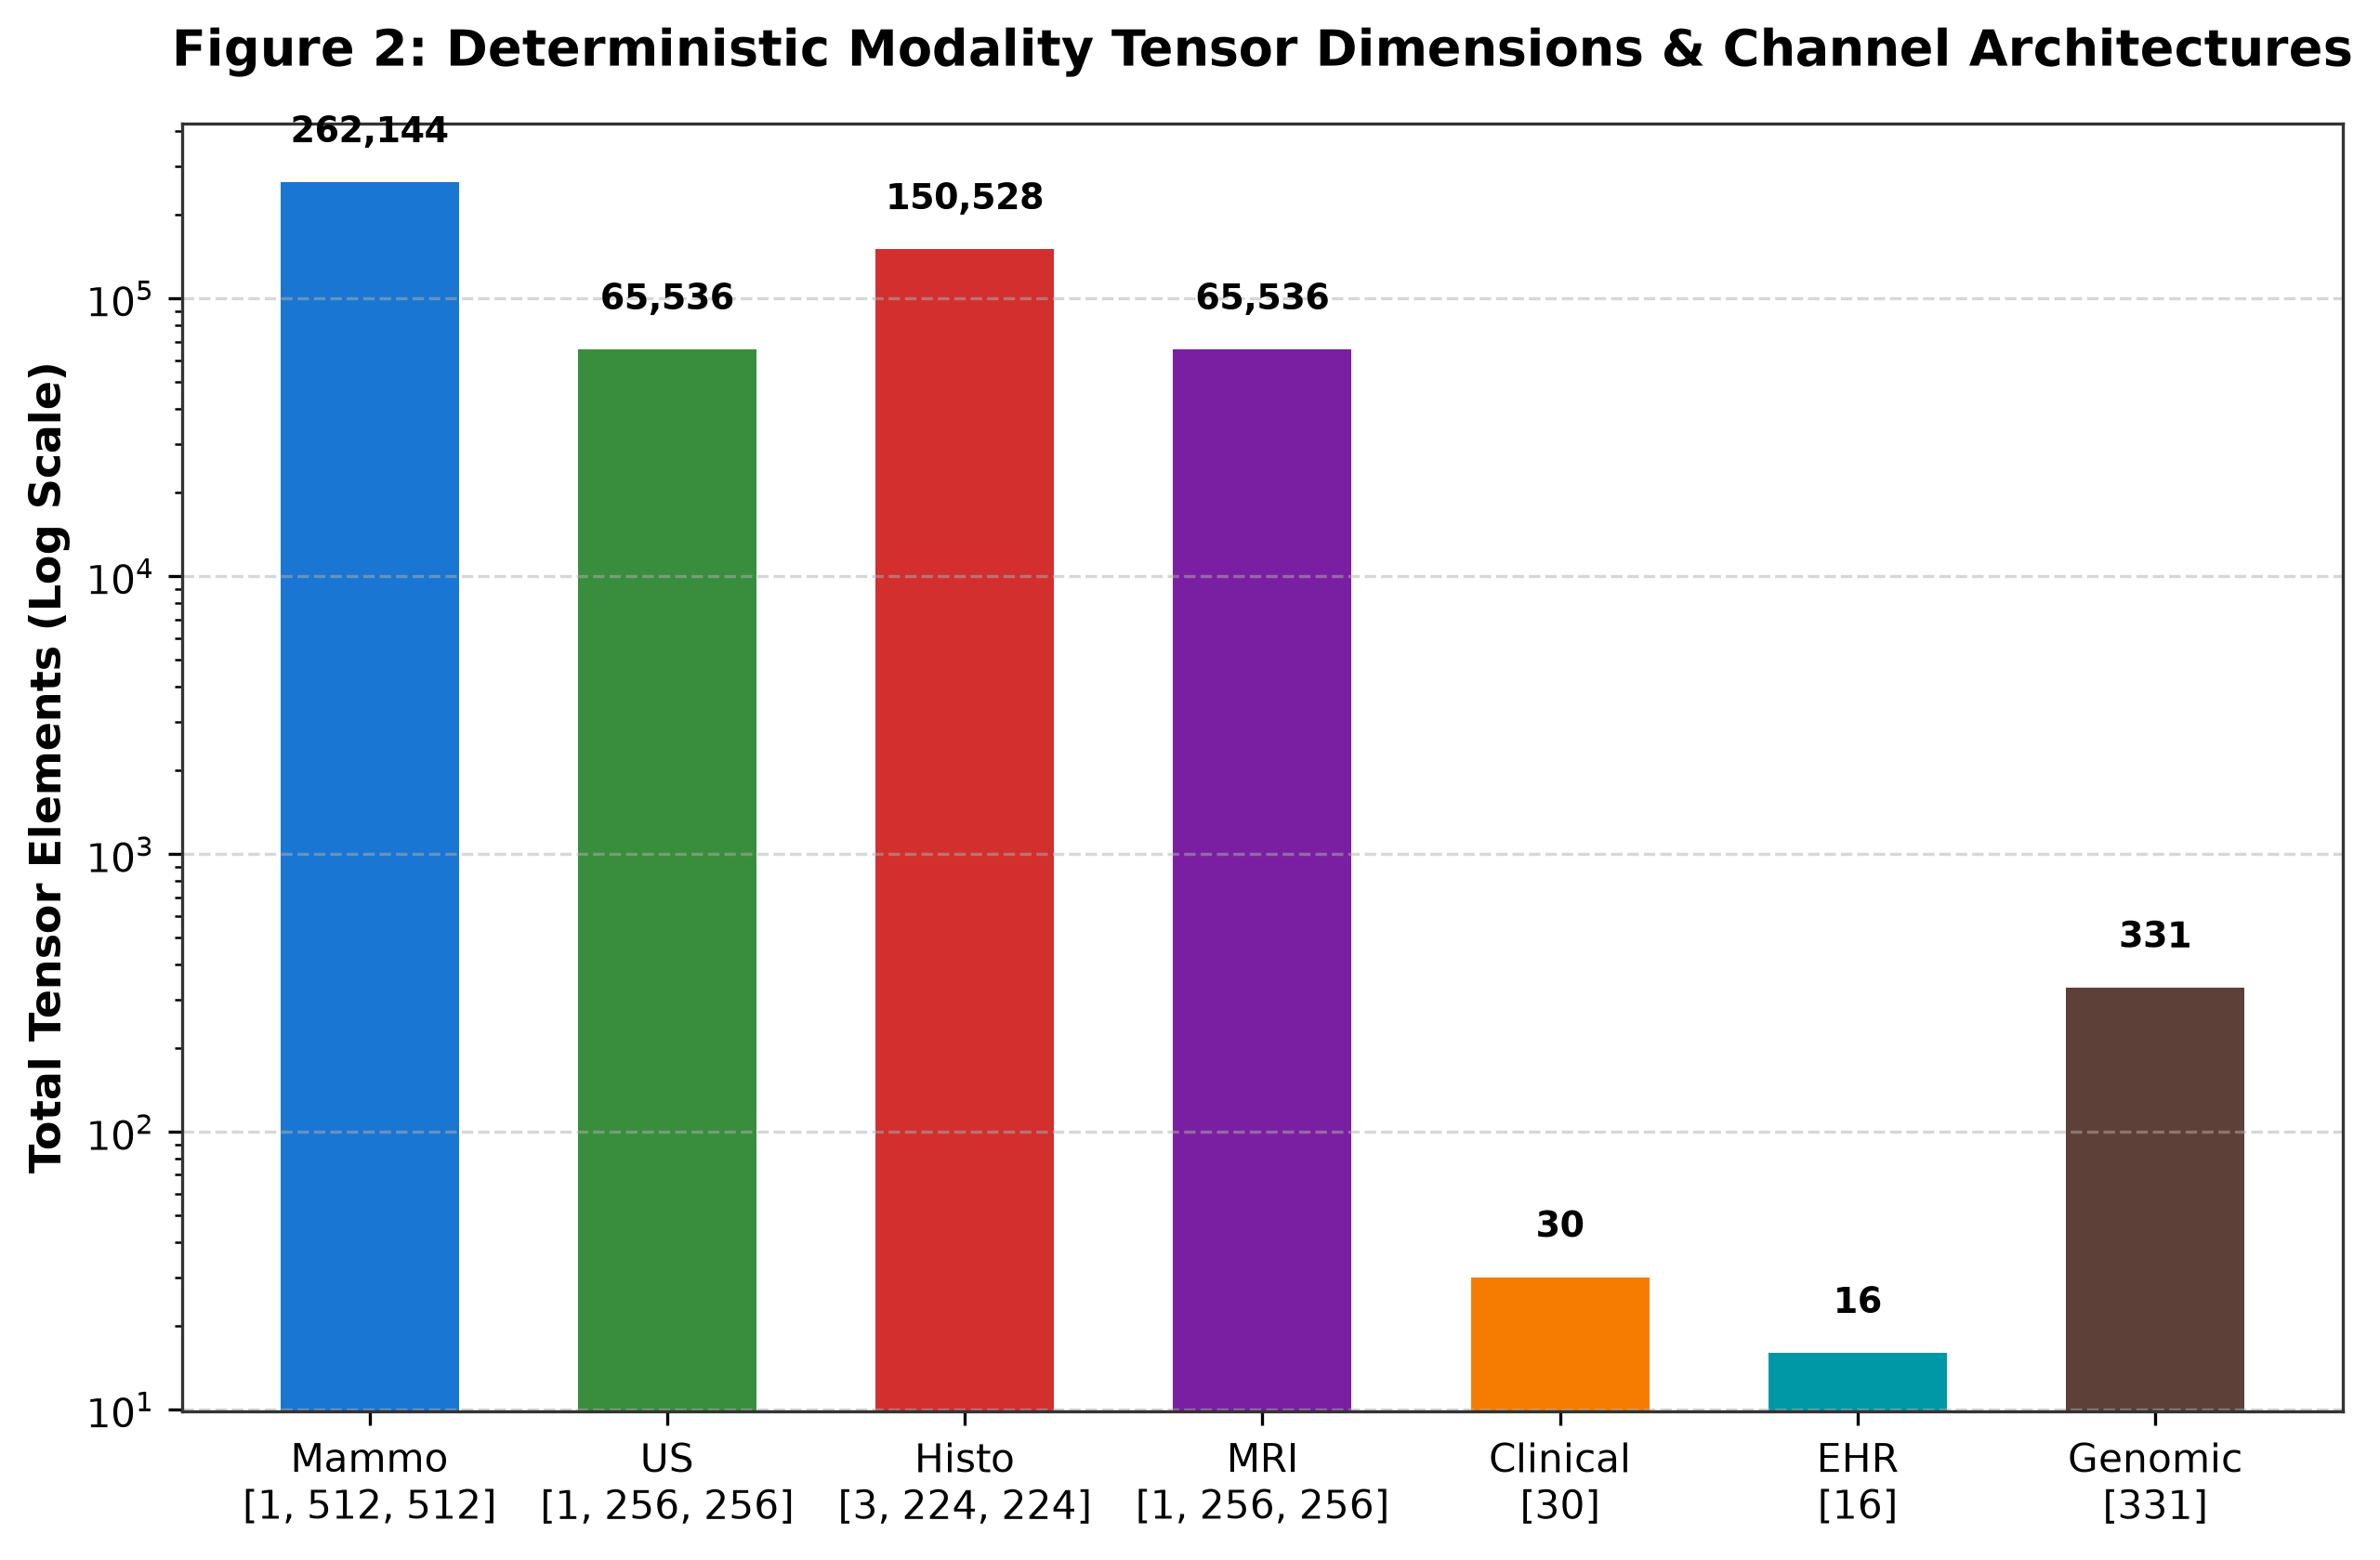 Figure 2: Deterministic Modality Tensor Dimensions & Channel Architectures
Total Tensor Elements (Log Scale)
10⁵
10⁴
10³
10²
10¹
262,144
65,536
150,528
65,536
30
16
331
Mammo
[1, 512, 512]
US
[1, 256, 256]
Histo
[3, 224, 224]
MRI
[1, 256, 256]
Clinical
[30]
EHR
[16]
Genomic
[331]